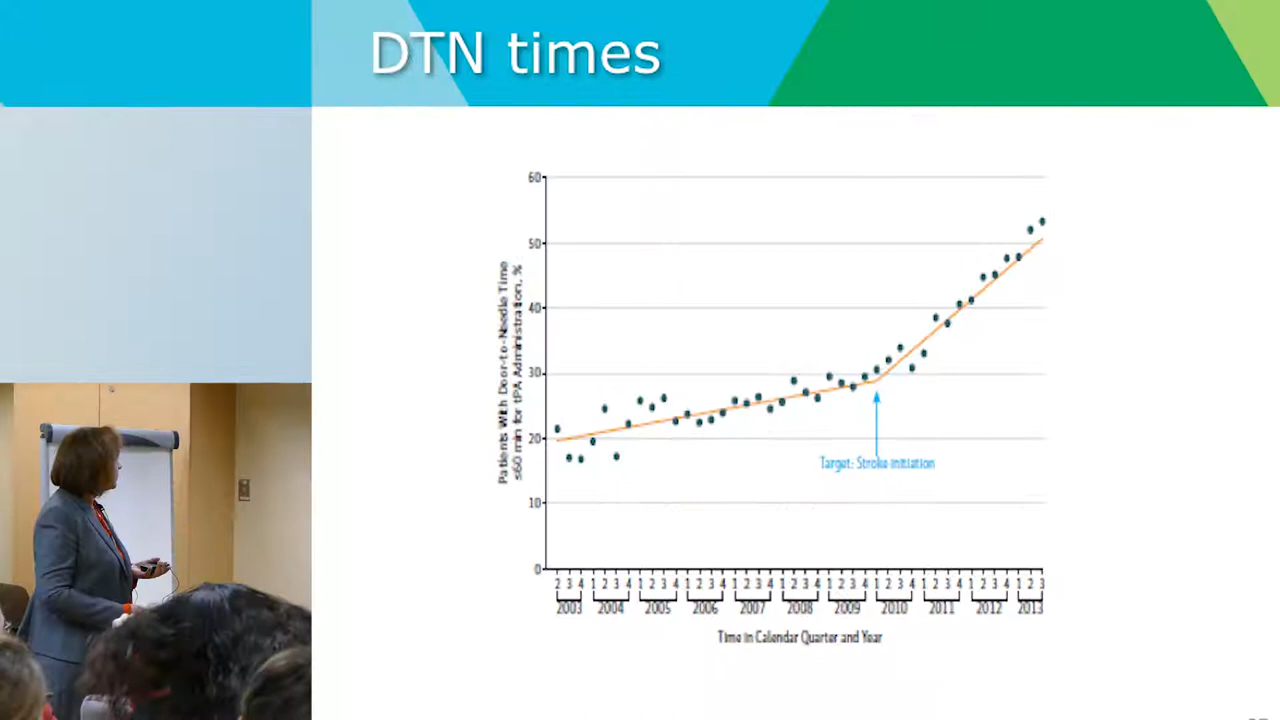 DTN times
60
50
40
30
20
10
0
Patients With Door-to-Needle Time
≤60 min for tPA Administration, %
Target: Stroke initiation
2 3 4 1 2 3 4 1 2 3 4 1 2 3 4 1 2 3 4 1 2 3 4 1 2 3 4 1 2 3 4 1 2 3 4 1 2 3 4 1 2 3
2003 2004 2005 2006 2007 2008 2009 2010 2011 2012 2013
Time in Calendar Quarter and Year